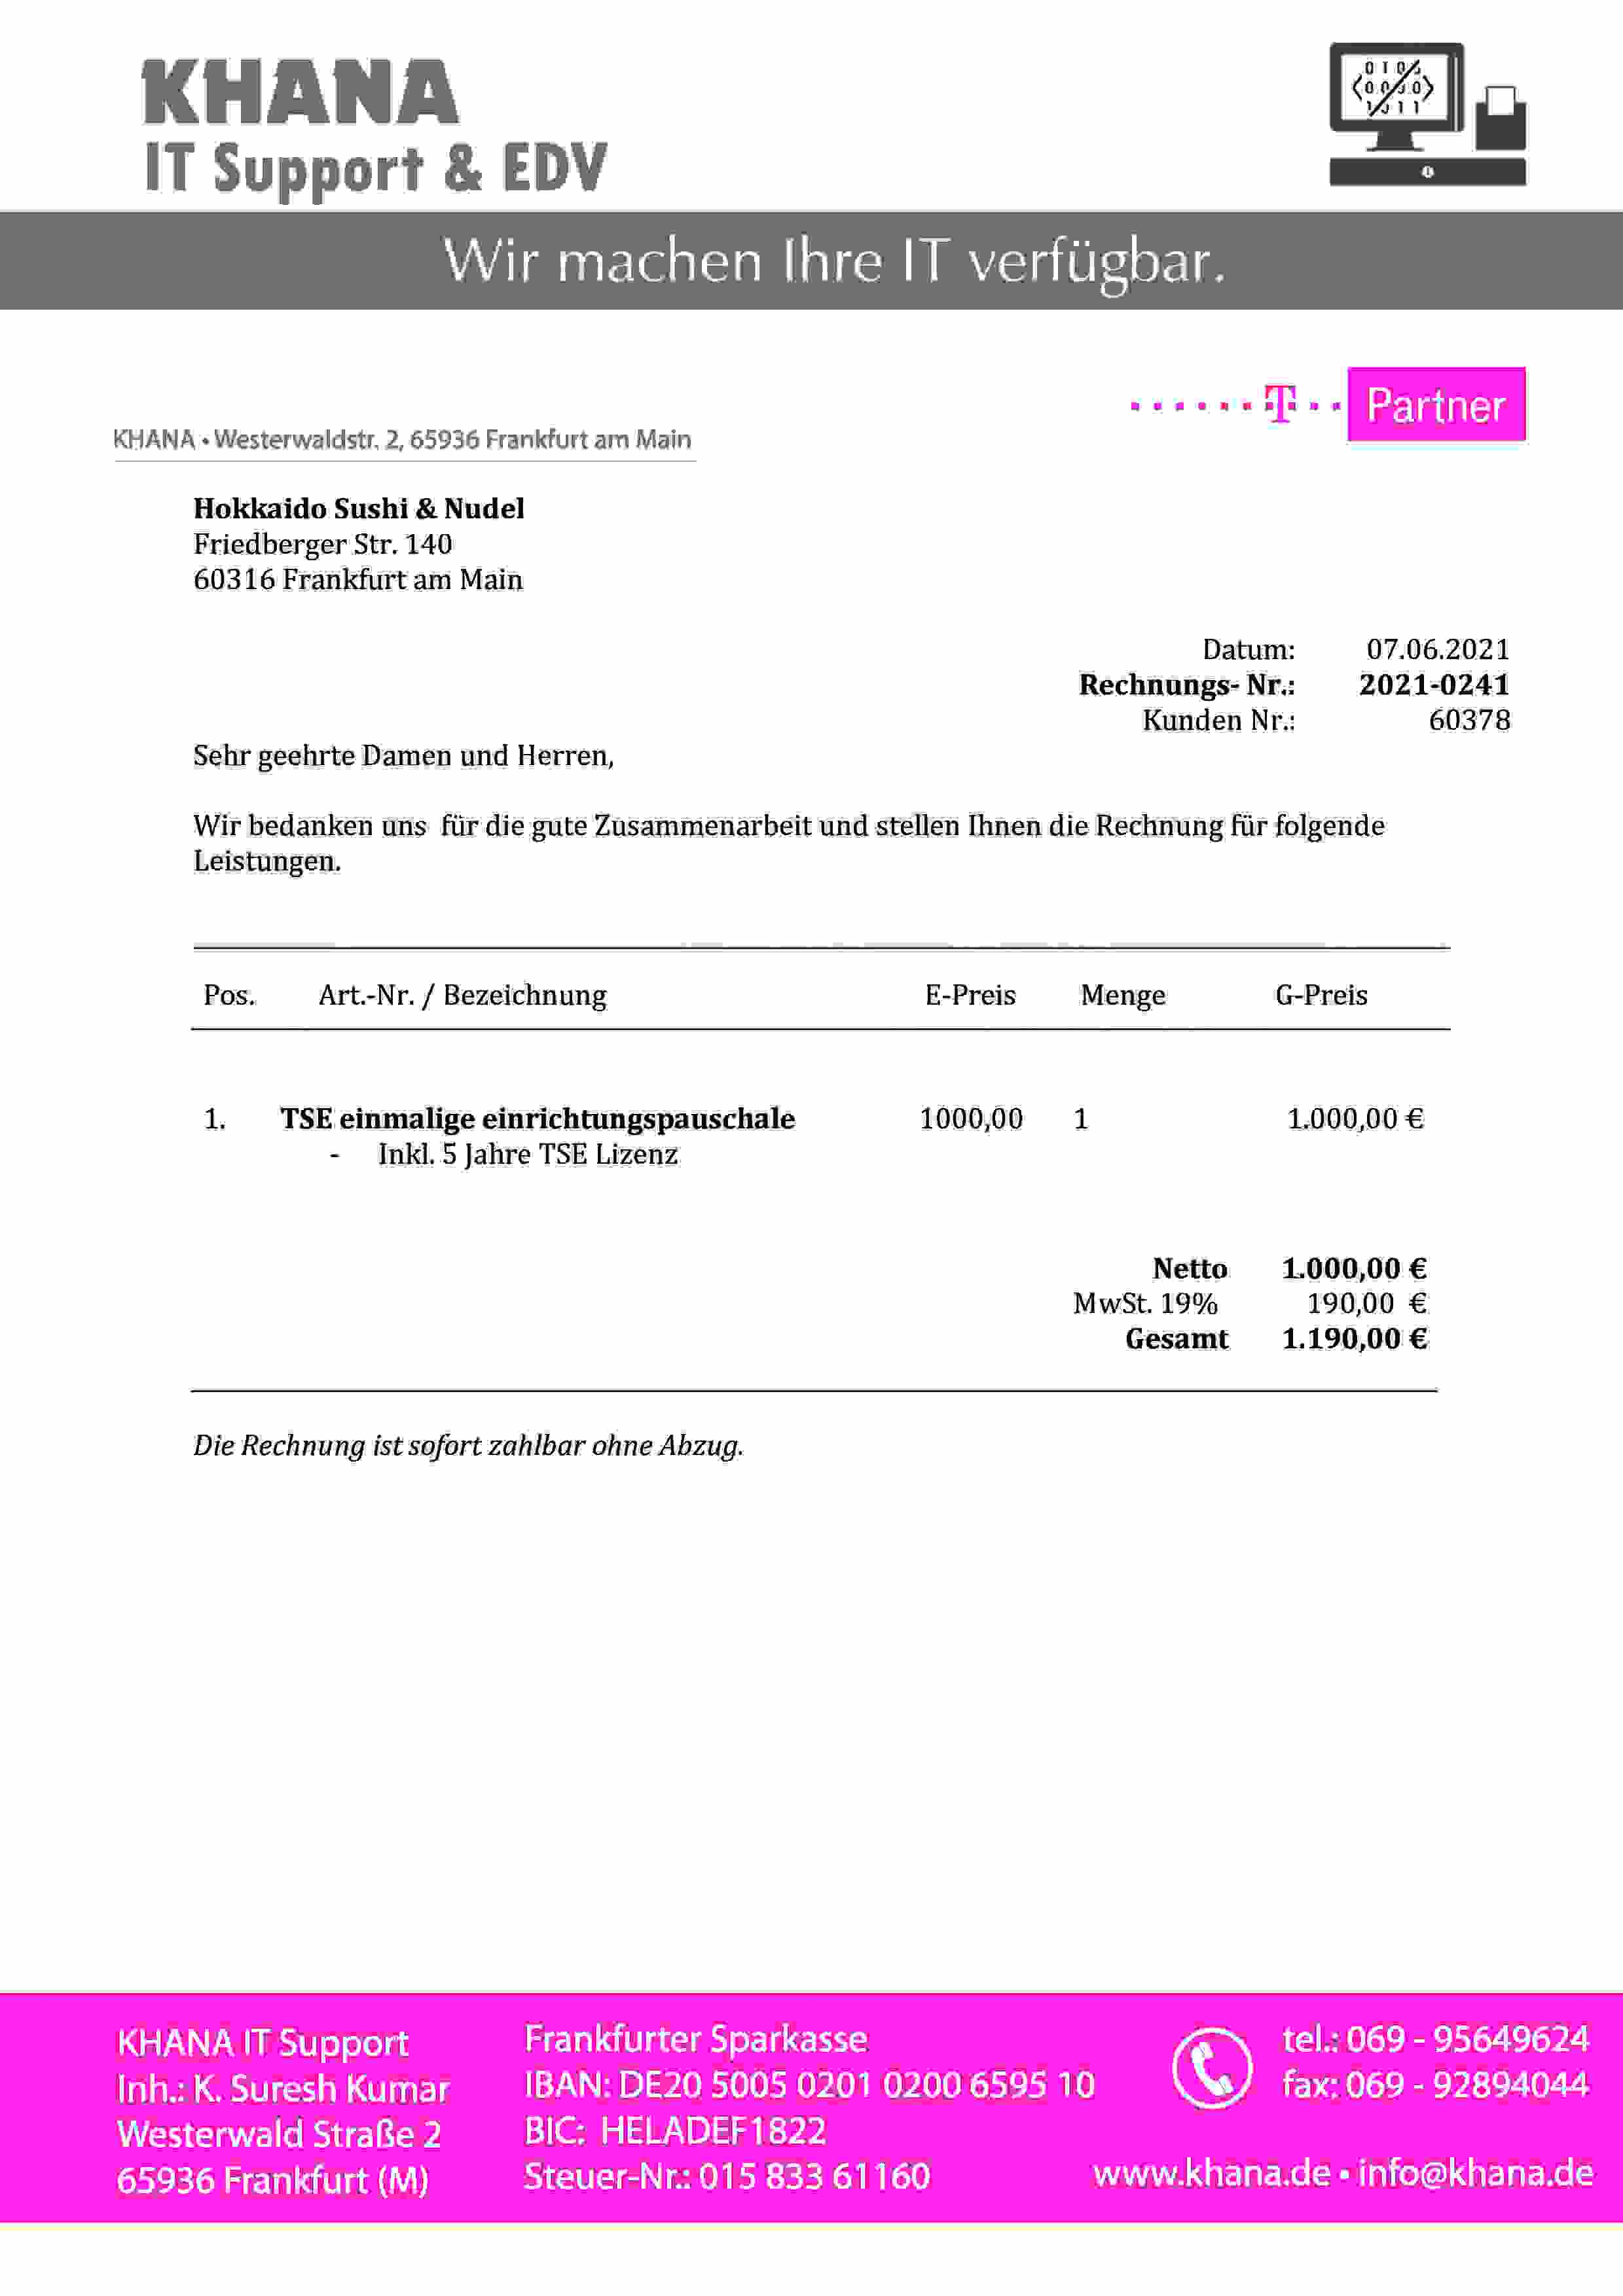 KHANA
IT Support & EDV
Wir machen Ihre IT verfügbar.
T Partner
KHANA • Westerwaldstr. 2, 65936 Frankfurt am Main
Hokkaido Sushi & Nudel
Friedberger Str. 140
60316 Frankfurt am Main
Datum: 07.06.2021
Rechnungs- Nr.: 2021-0241
Kunden Nr.: 60378
Sehr geehrte Damen und Herren,
Wir bedanken uns für die gute Zusammenarbeit und stellen Ihnen die Rechnung für folgende
Leistungen.
Pos. Art.-Nr. / Bezeichnung E-Preis Menge G-Preis
1. TSE einmalige einrichtungspauschale 1000,00 1 1.000,00 €
- Inkl. 5 Jahre TSE Lizenz
Netto 1.000,00 €
MwSt. 19% 190,00 €
Gesamt 1.190,00 €
Die Rechnung ist sofort zahlbar ohne Abzug.
KHANA IT Support
Inh.: K. Suresh Kumar
Westerwald Straße 2
65936 Frankfurt (M)
Frankfurter Sparkasse
IBAN: DE20 5005 0201 0200 6595 10
BIC: HELADEF1822
Steuer-Nr.: 015 833 61160
tel.: 069 - 95649624
fax: 069 - 92894044
www.khana.de • info@khana.de